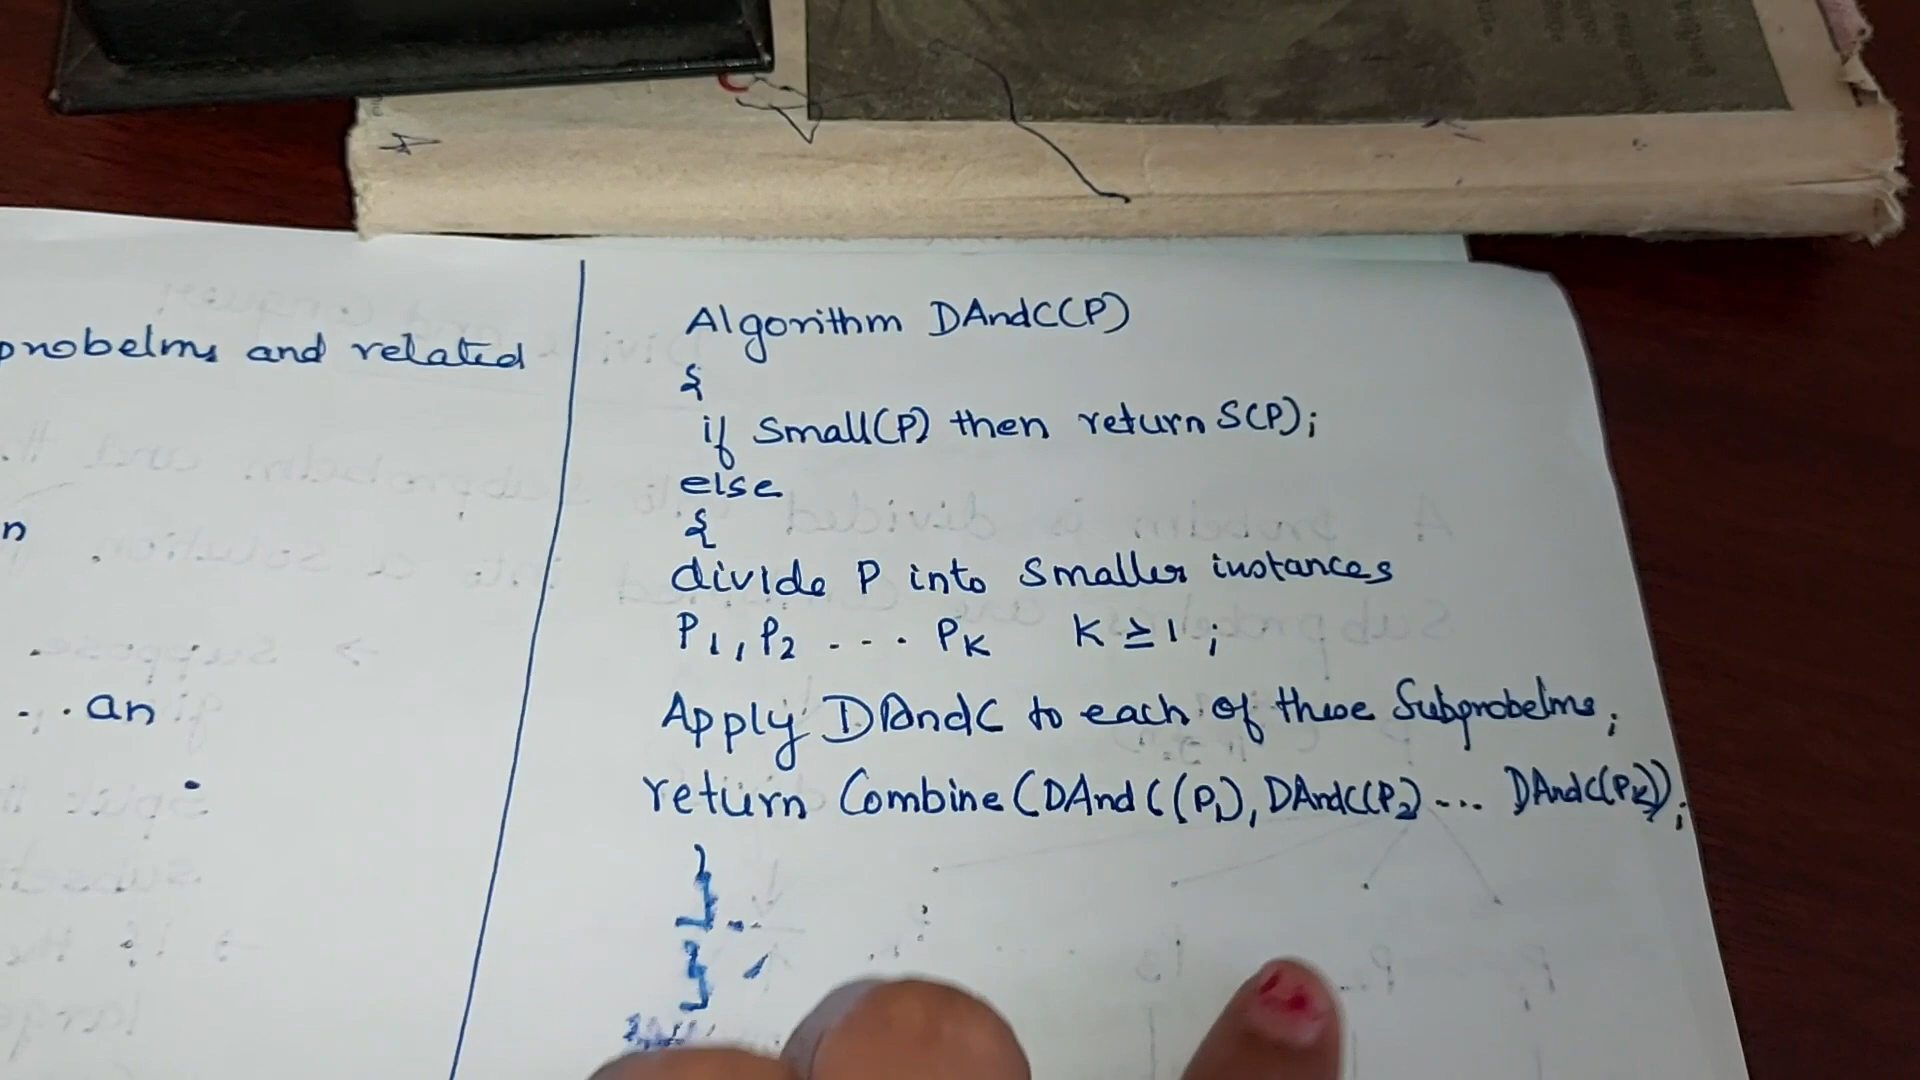 probelms and related
n
.. an
Algorithm DAndC(P)
{
if Small(P) then return S(P);
else
{
divide P into smaller instances
P1, P2 ... PK K ≥ 1;
Apply DAndC to each of these Subprobelms;
return Combine(DAndC(P1), DAndC(P2) ... DAndC(PK));
}
}